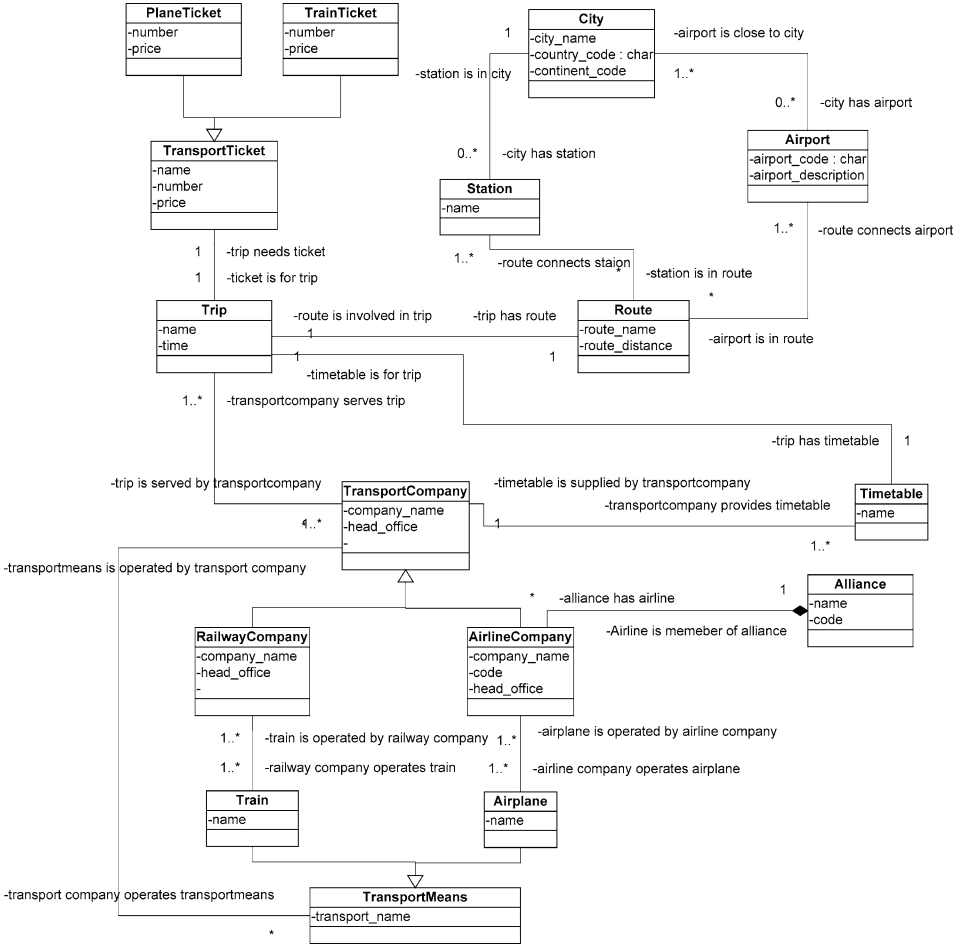 PlaneTicket
-number
-price
TrainTicket
-number
-price
City
-city_name
-country_code : char
-continent_code
1
-station is in city
-airport is close to city
1..*
0..*
-city has airport
TransportTicket
-name
-number
-price
Airport
-airport_code : char
-airport_description
0..*
-city has station
Station
-name
1..*
-route connects airport
1
-trip needs ticket
1
-ticket is for trip
1..*
-route connects staion
*
-station is in route
*
Trip
-name
-time
-route is involved in trip
1
-trip has route
1
Route
-route_name
-route_distance
-airport is in route
1
-timetable is for trip
1..*
-transportcompany serves trip
-trip has timetable
1
-trip is served by transportcompany
1..*
TransportCompany
-company_name
-head_office
-
-timetable is supplied by transportcompany
-transportcompany provides timetable
1
1..*
Timetable
-name
-transportmeans is operated by transport company
*
-alliance has airline
1
-Airline is memeber of alliance
Alliance
-name
-code
RailwayCompany
-company_name
-head_office
-
AirlineCompany
-company_name
-code
-head_office
1..*
-train is operated by railway company
1..*
-airplane is operated by airline company
1..*
-railway company operates train
1..*
-airline company operates airplane
Train
-name
Airplane
-name
-transport company operates transportmeans
*
TransportMeans
-transport_name